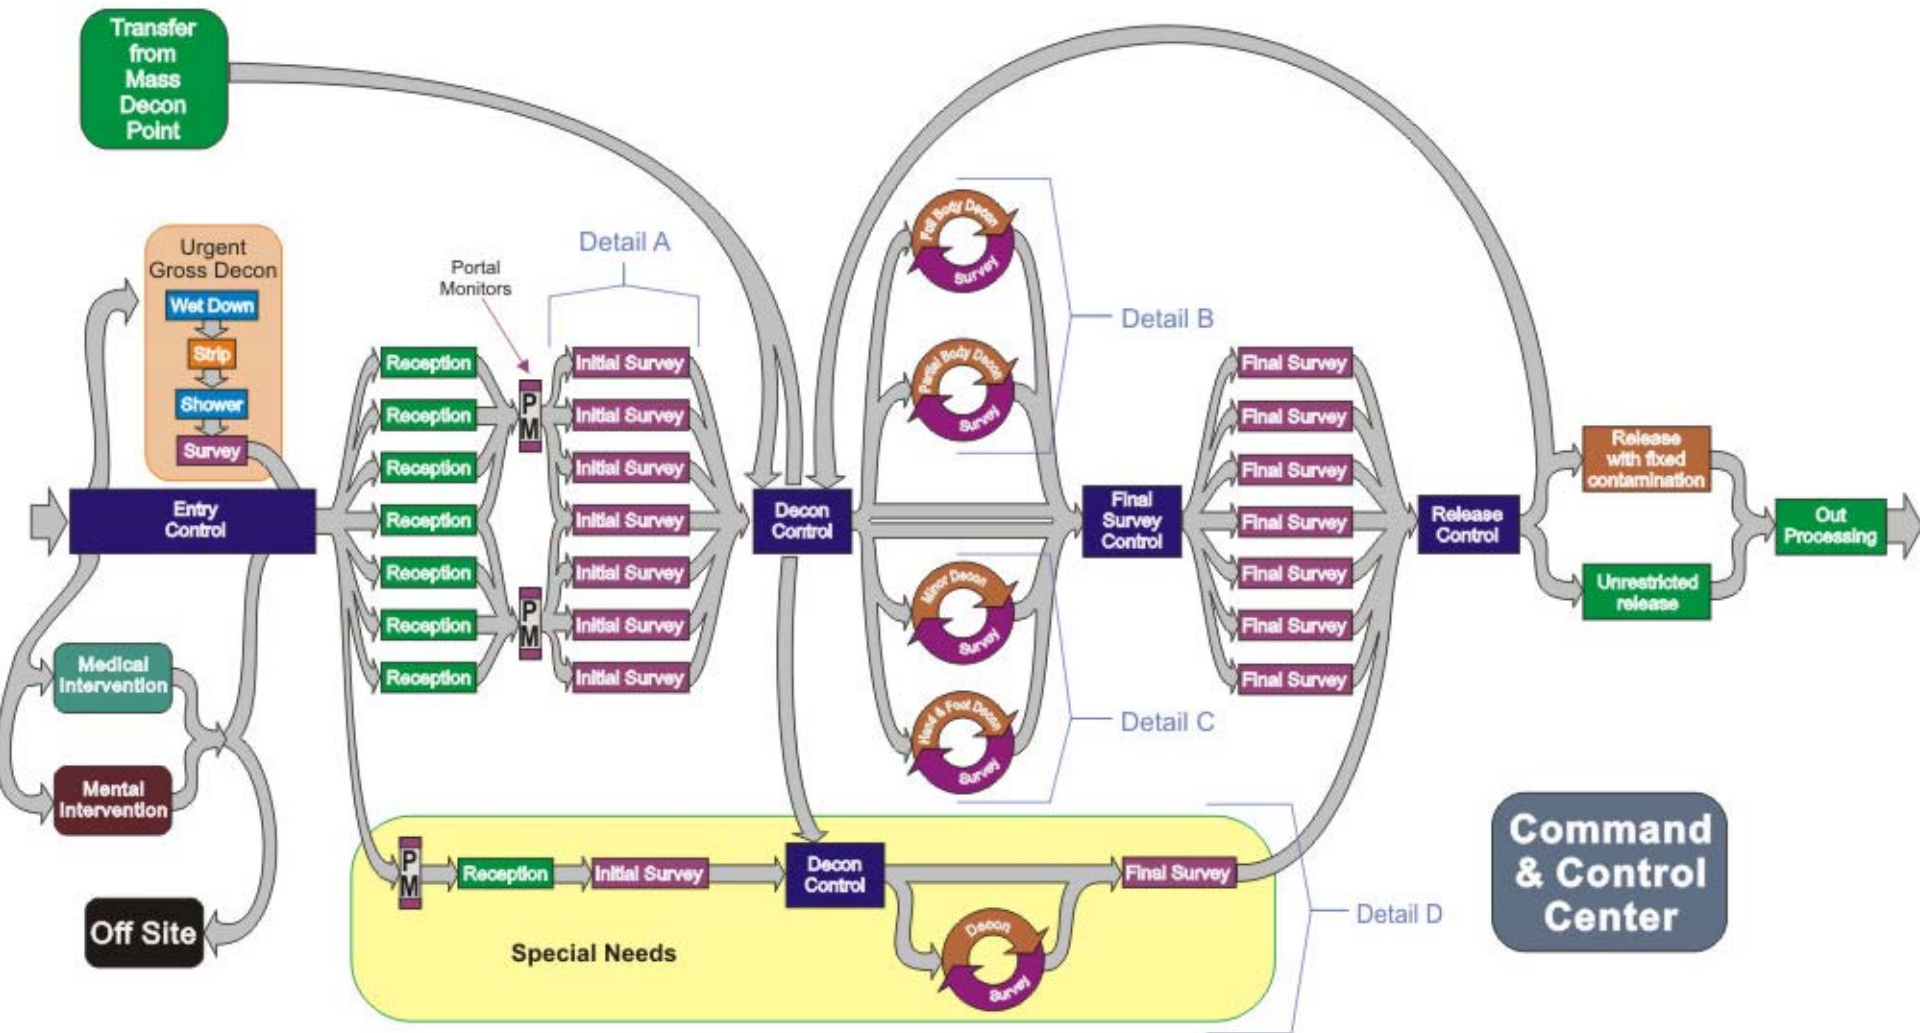 Transfer
from
Mass
Decon
Point
Urgent
Gross Decon
Wet Down
Strip
Shower
Survey
Entry
Control
Medical
Intervention
Mental
Intervention
Off Site
Portal
Monitors
Detail A
Reception
Reception
Reception
Reception
Reception
Reception
Reception
P
M
P
M
Initial Survey
Initial Survey
Initial Survey
Initial Survey
Initial Survey
Initial Survey
Initial Survey
Decon
Control
Full Body Decon
Survey
Partial Body Decon
Survey
Detail B
Minor Decon
Survey
Hand & Foot Decon
Survey
Detail C
Final
Survey
Control
Final Survey
Final Survey
Final Survey
Final Survey
Final Survey
Final Survey
Final Survey
Release
Control
Release
with fixed
contamination
Unrestricted
release
Out
Processing
P
M
Reception
Initial Survey
Decon
Control
Decon
Survey
Final Survey
Special Needs
Detail D
Command
& Control
Center